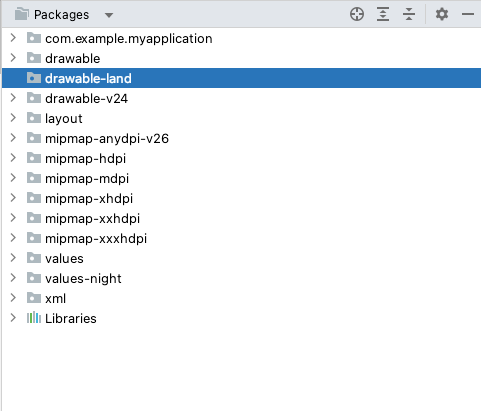 Packages
com.example.myapplication
drawable
drawable-land
drawable-v24
layout
mipmap-anydpi-v26
mipmap-hdpi
mipmap-mdpi
mipmap-xhdpi
mipmap-xxhdpi
mipmap-xxxhdpi
values
values-night
xml
Libraries